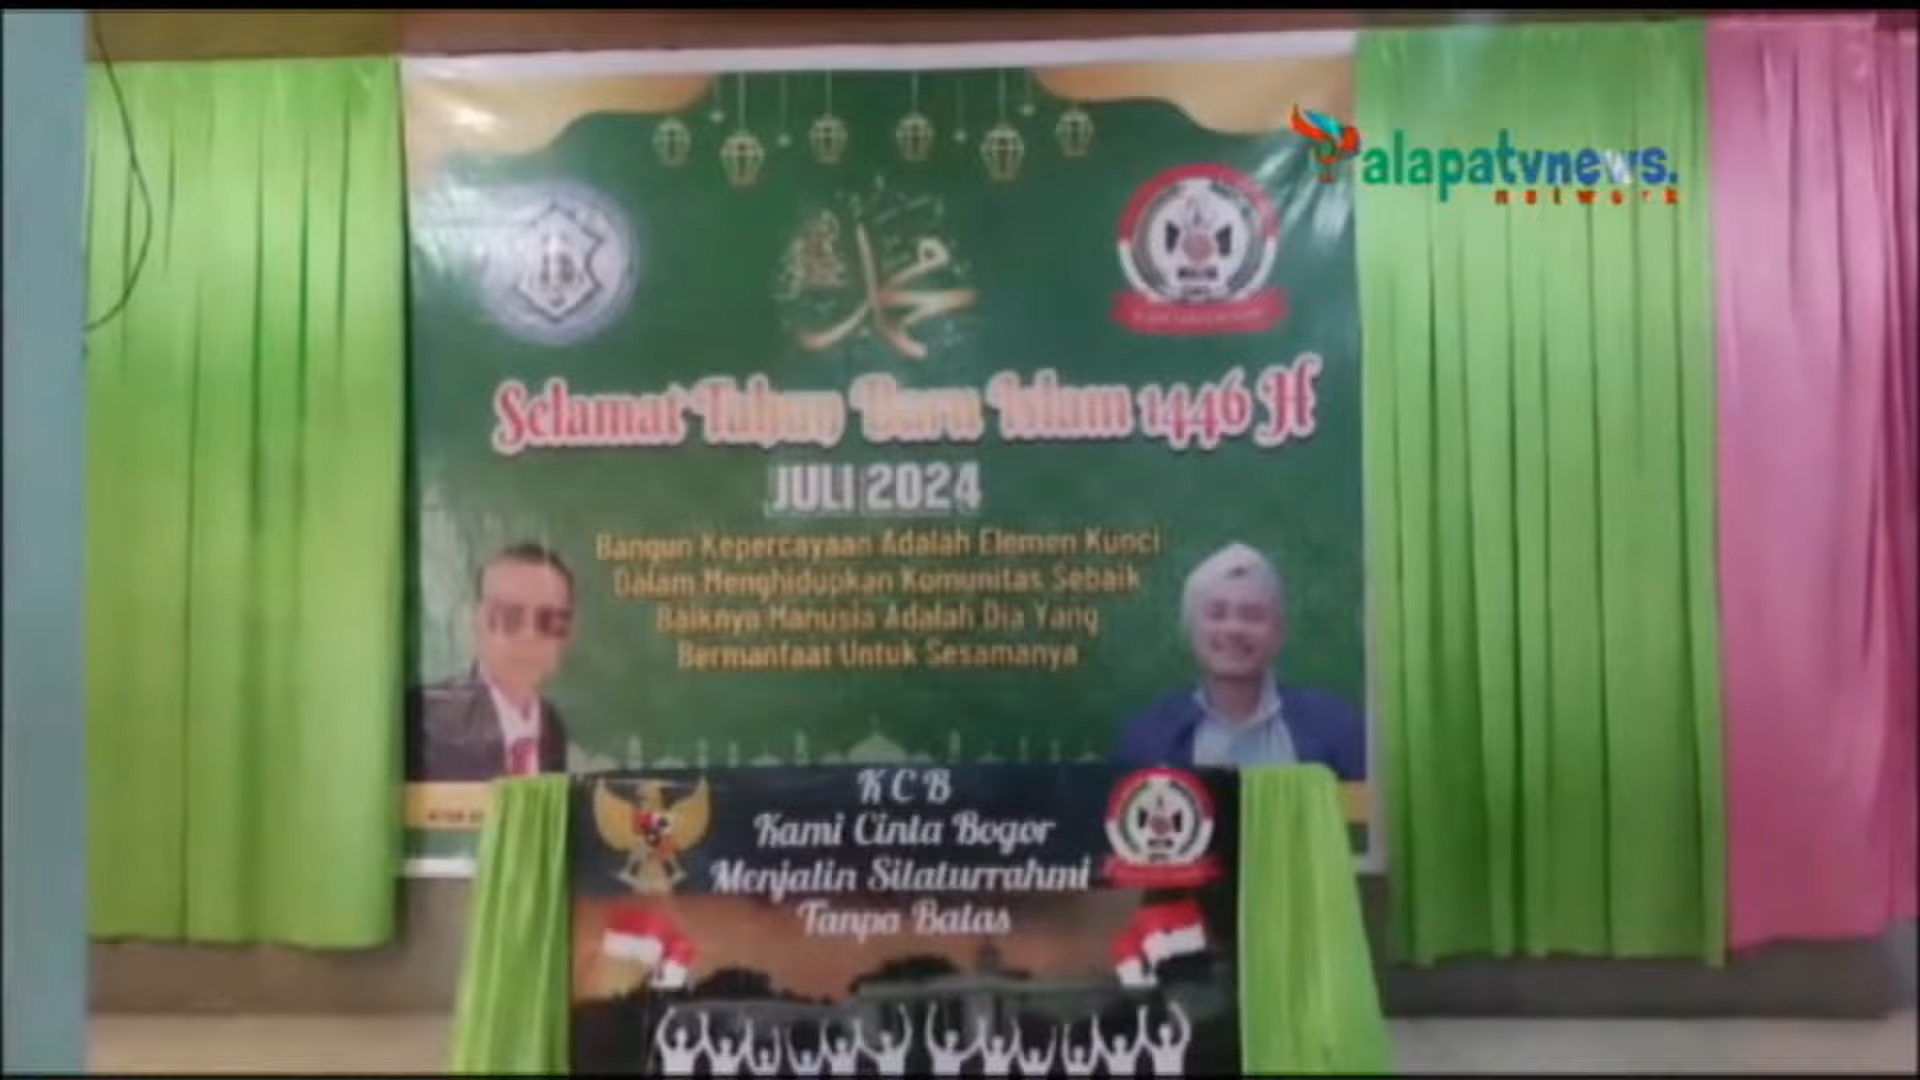 alapatvnews.
network
محمد
Selamat Tahun Baru Islam 1446 H
JULI 2024
Bangun Kepercayaan Adalah Elemen Kunci
Dalam Menghidupkan Komunitas Sebaik
Baiknya Manusia Adalah Dia Yang
Bermanfaat Untuk Sesamanya
K C B
Kami Cinta Bogor
Menjalin Silaturrahmi
Tanpa Batas